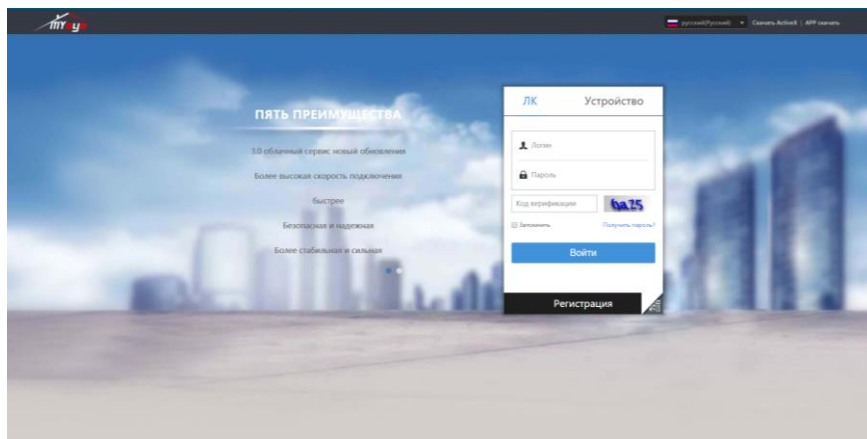 MYeye
русский(Русский)
Скачать ActiveX | APP скачать
ПЯТЬ ПРЕИМУЩЕСТВА
3.0 облачный сервис новый обновления
Более высокая скорость подключения
быстрее
Безопасная и надежная
Более стабильная и сильная
ЛК Устройство
Логин
Пароль
Код верификации
6a25
Запомнить Получить пароль?
Войти
Регистрация